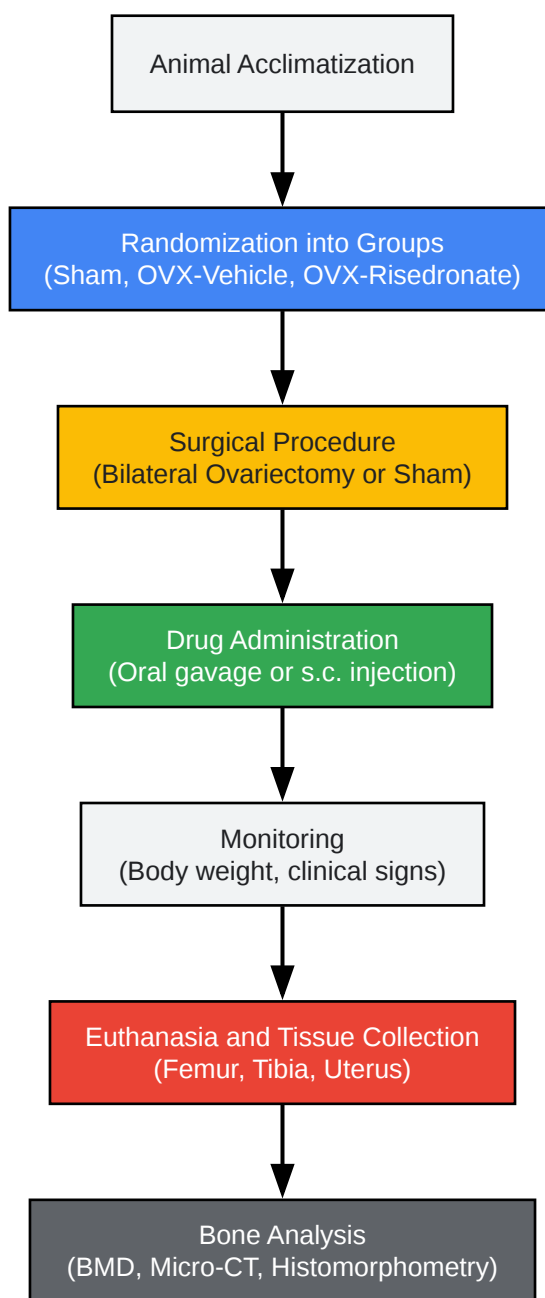 Animal Acclimatization
Randomization into Groups
(Sham, OVX-Vehicle, OVX-Risedronate)
Surgical Procedure
(Bilateral Ovariectomy or Sham)
Drug Administration
(Oral gavage or s.c. injection)
Monitoring
(Body weight, clinical signs)
Euthanasia and Tissue Collection
(Femur, Tibia, Uterus)
Bone Analysis
(BMD, Micro-CT, Histomorphometry)